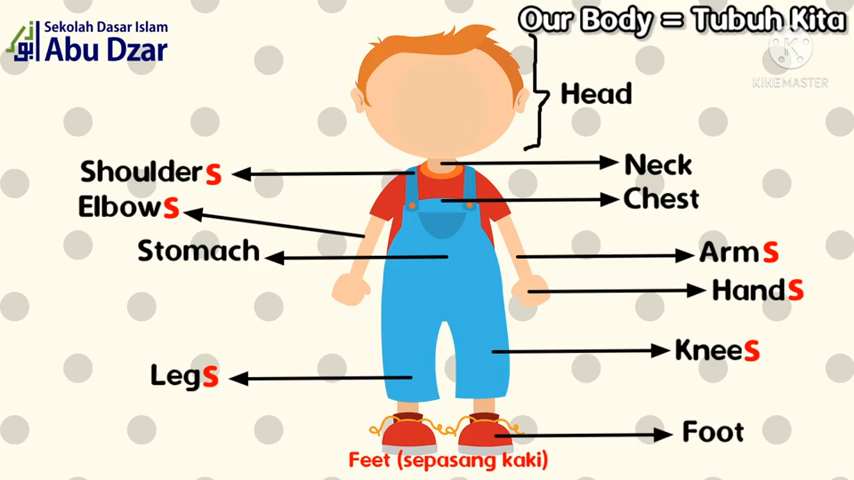 Sekolah Dasar Islam
Abu Dzar
Our Body = Tubuh Kita
KINEMASTER
Head
Shoulders
Neck
Elbows
Chest
Stomach
Arms
Hands
Knees
Legs
Foot
Feet (sepasang kaki)